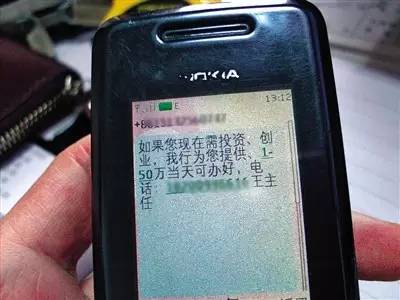 NOKIA
E 13:12
如果您现在需投资、创
业，我行为您提供、1-
50万当天可办好，电
话： 王主
任